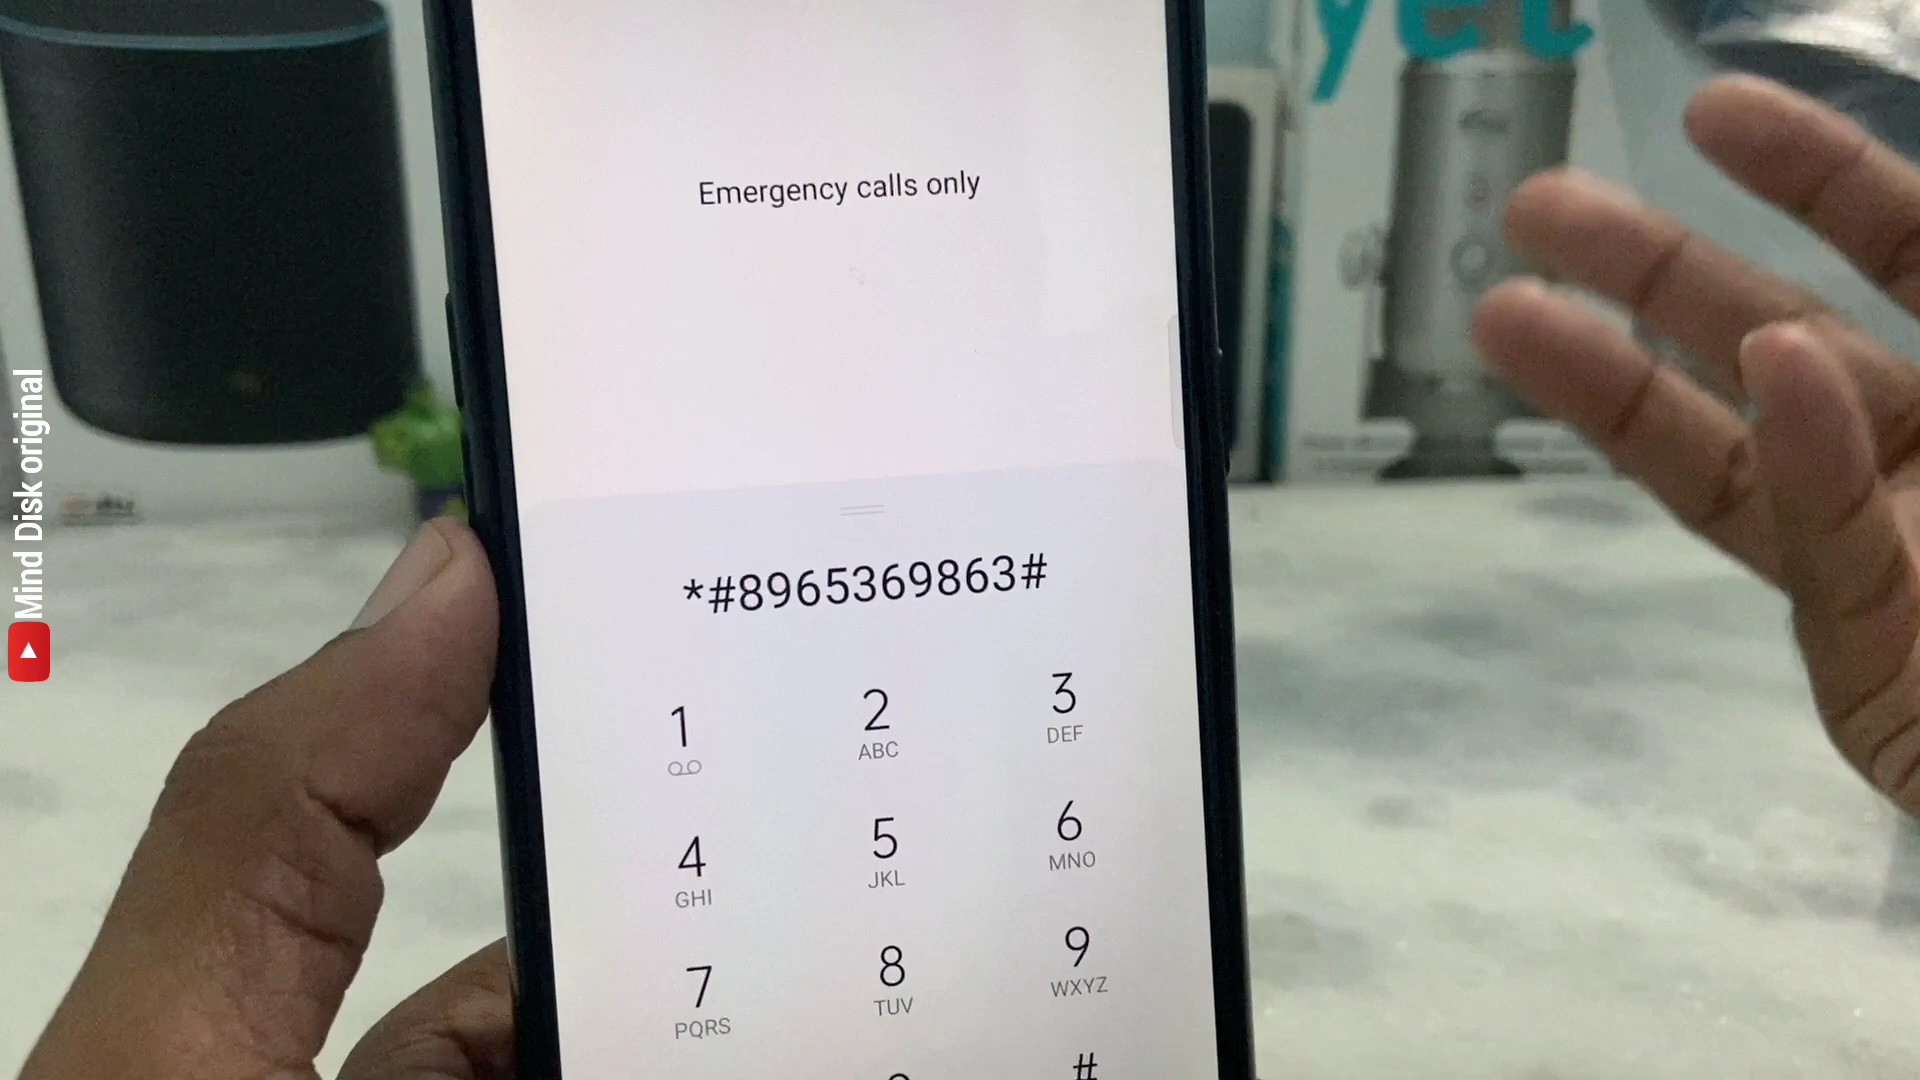 yet
Emergency calls only
*#8965369863#
1
2
ABC
3
DEF
4
GHI
5
JKL
6
MNO
7
PQRS
8
TUV
9
WXYZ
#
Mind Disk original